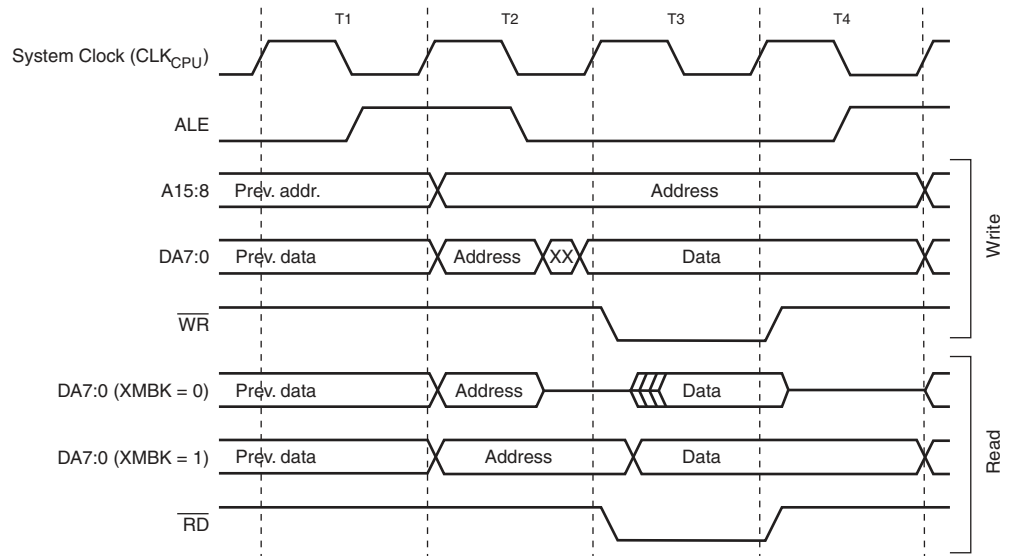 T1 T2 T3 T4
System Clock (CLKCPU)
ALE
A15:8 Prev. addr. Address
DA7:0 Prev. data Address XX Data
WR
Write
DA7:0 (XMBK = 0) Prev. data Address Data
DA7:0 (XMBK = 1) Prev. data Address Data
RD
Read